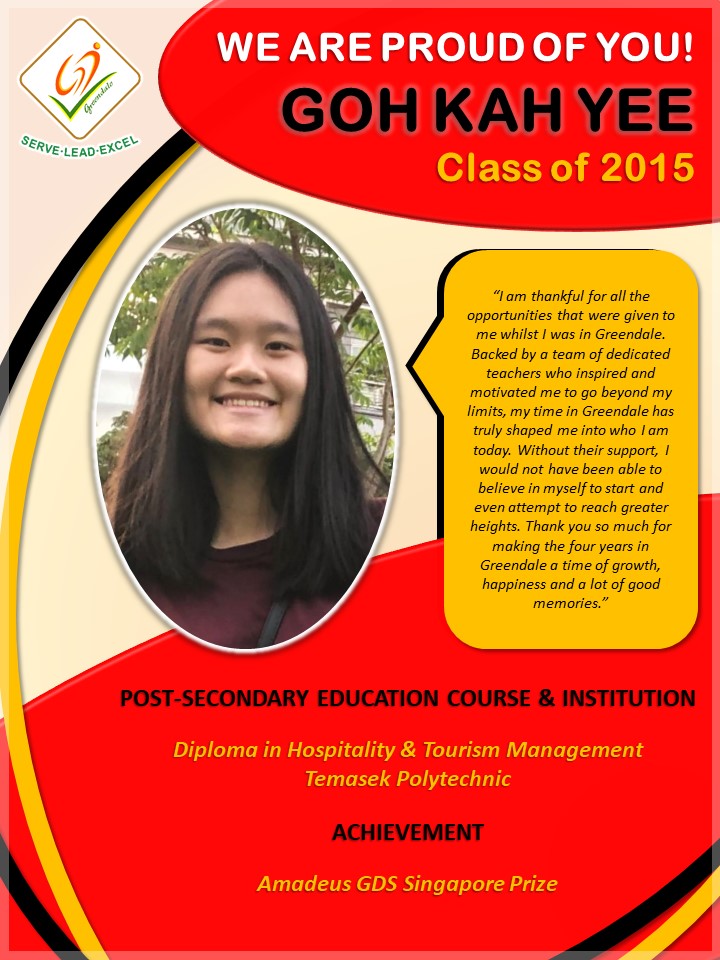 Greendale
SERVE•LEAD•EXCEL
WE ARE PROUD OF YOU!
GOH KAH YEE
Class of 2015
“I am thankful for all the
opportunities that were given to
me whilst I was in Greendale.
Backed by a team of dedicated
teachers who inspired and
motivated me to go beyond my
limits, my time in Greendale has
truly shaped me into who I am
today. Without their support, I
would not have been able to
believe in myself to start and
even attempt to reach greater
heights. Thank you so much for
making the four years in
Greendale a time of growth,
happiness and a lot of good
memories.”
POST-SECONDARY EDUCATION COURSE & INSTITUTION
Diploma in Hospitality & Tourism Management
Temasek Polytechnic
ACHIEVEMENT
Amadeus GDS Singapore Prize